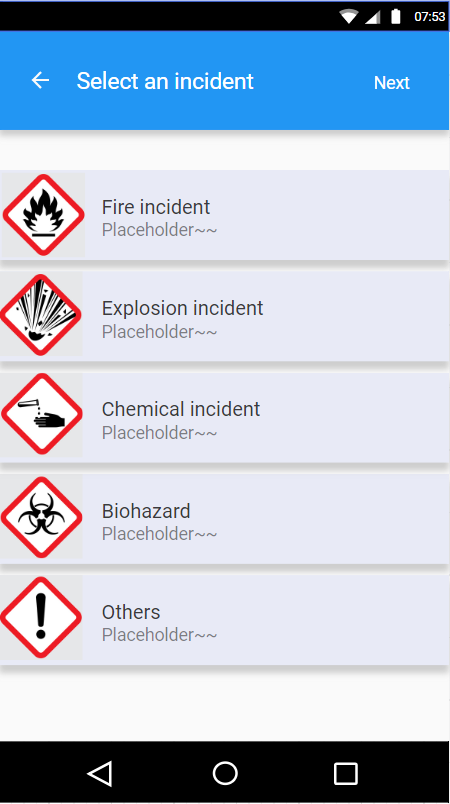 07:53
Select an incident
Next
Fire incident
Placeholder~~
Explosion incident
Placeholder~~
Chemical incident
Placeholder~~
Biohazard
Placeholder~~
Others
Placeholder~~